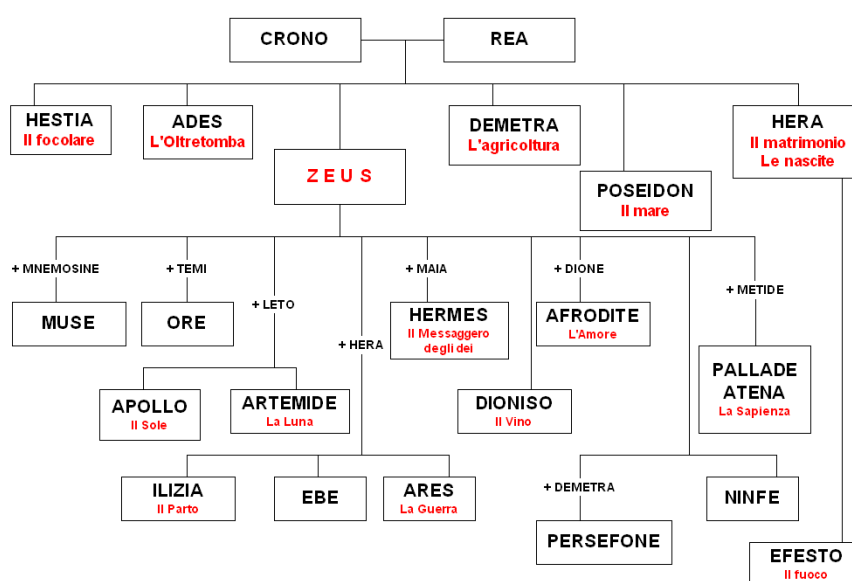 CRONO
REA
HESTIA
Il focolare
ADES
L'Oltretomba
Z E U S
DEMETRA
L'agricoltura
POSEIDON
Il mare
HERA
Il matrimonio
Le nascite
+ MNEMOSINE
MUSE
+ TEMI
ORE
+ LETO
APOLLO
Il Sole
ARTEMIDE
La Luna
+ HERA
ILIZIA
Il Parto
EBE
ARES
La Guerra
+ MAIA
HERMES
Il Messaggero
degli dei
DIONISO
Il Vino
+ DIONE
AFRODITE
L'Amore
+ DEMETRA
PERSEFONE
NINFE
+ METIDE
PALLADE
ATENA
La Sapienza
EFESTO
Il fuoco